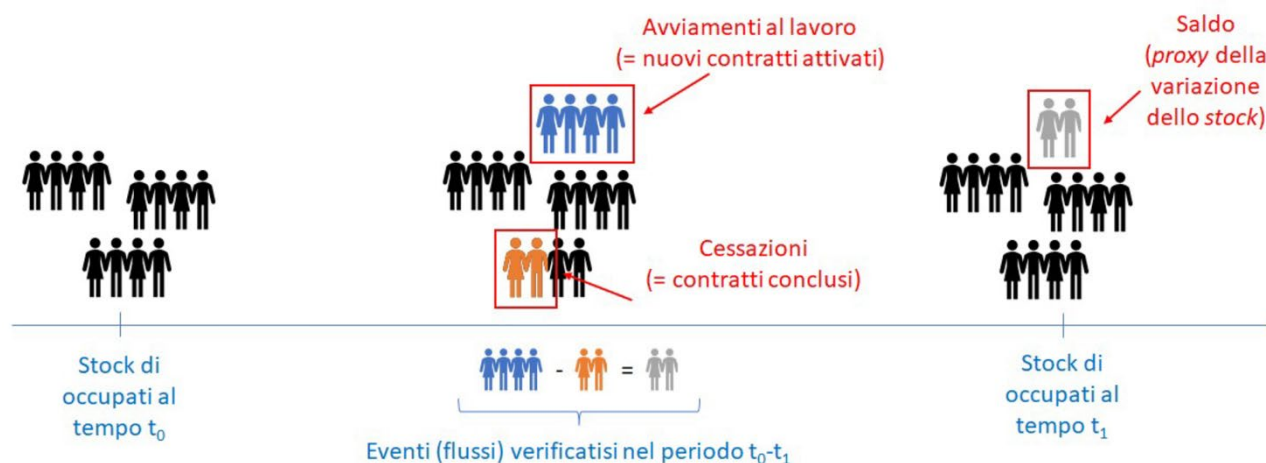 Avviamenti al lavoro
(= nuovi contratti attivati)
Saldo
(proxy della
variazione
dello stock)
Cessazioni
(= contratti conclusi)
Stock di
occupati al
tempo t₀
- =
Eventi (flussi) verificatisi nel periodo t₀-t₁
Stock di
occupati al
tempo t₁